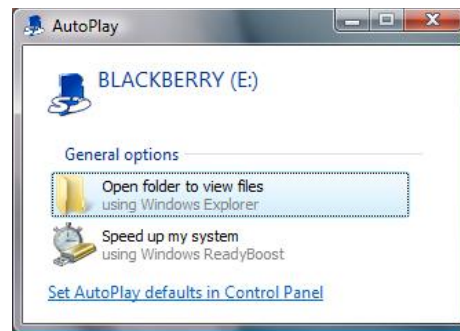 AutoPlay
BLACKBERRY (E:)
General options
Open folder to view files
using Windows Explorer
Speed up my system
using Windows ReadyBoost
Set AutoPlay defaults in Control Panel